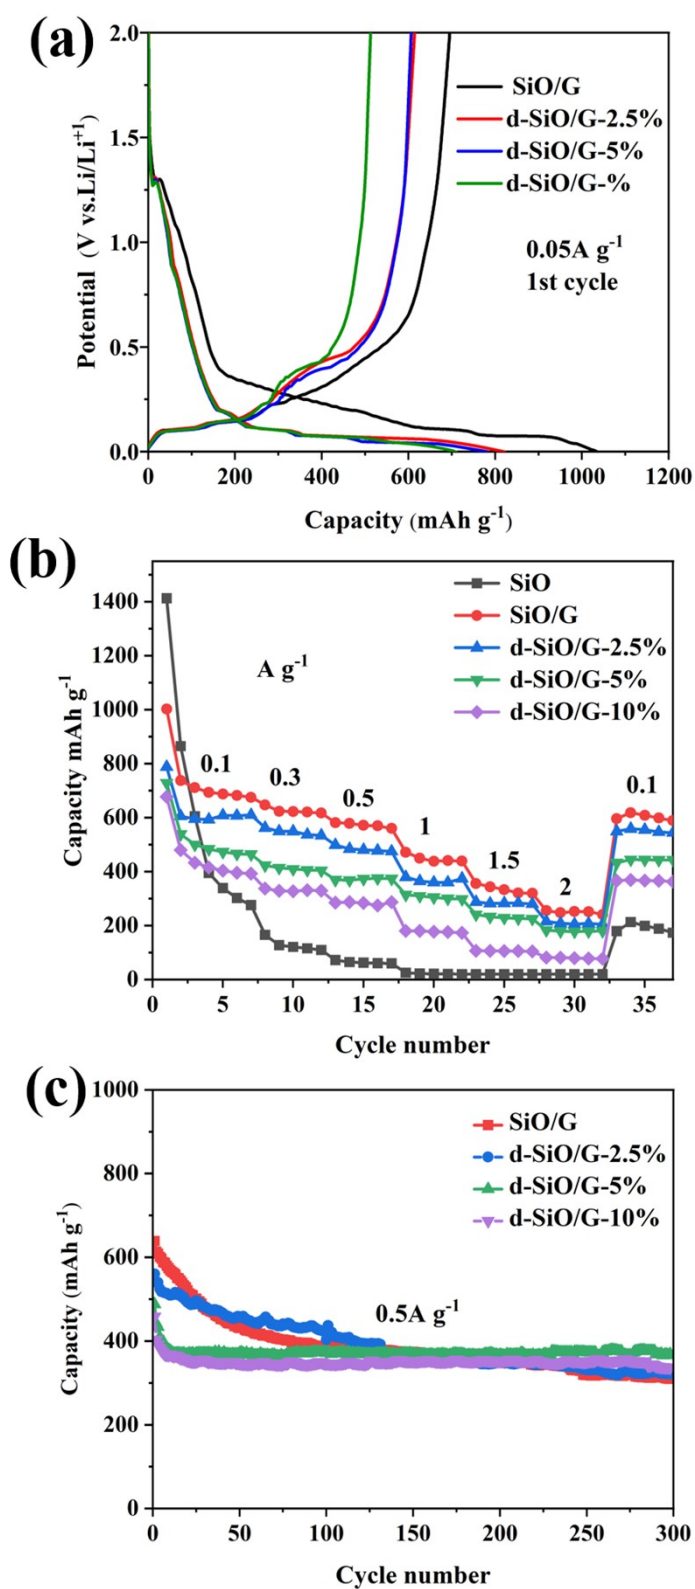 (a)
2.0
1.5
1.0
0.5
0.0
Potential (V vs.Li/Li⁺¹)
SiO/G
d-SiO/G-2.5%
d-SiO/G-5%
d-SiO/G-%
0.05A g⁻¹
1st cycle
0 200 400 600 800 1000 1200
Capacity (mAh g⁻¹)
(b)
1400
1200
1000
800
600
400
200
0
Capacity mAh g⁻¹
SiO
SiO/G
d-SiO/G-2.5%
d-SiO/G-5%
d-SiO/G-10%
A g⁻¹
0.1
0.3
0.5
1
1.5
2
0.1
0 5 10 15 20 25 30 35
Cycle number
(c)
1000
800
600
400
200
0
Capacity (mAh g⁻¹)
SiO/G
d-SiO/G-2.5%
d-SiO/G-5%
d-SiO/G-10%
0.5A g⁻¹
0 50 100 150 200 250 300
Cycle number